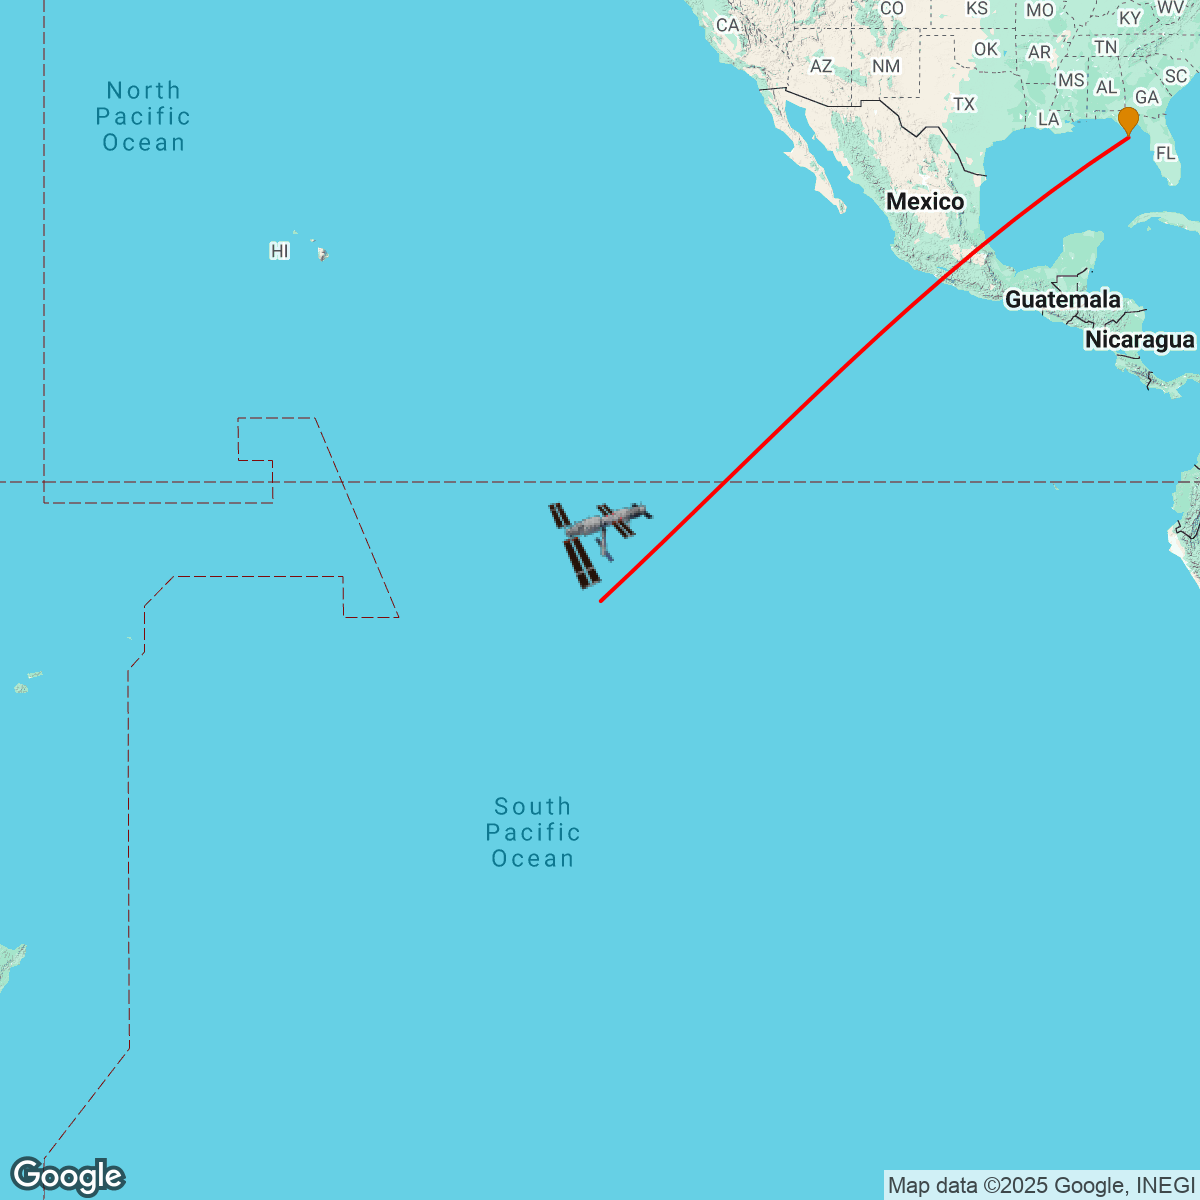 CA
CO
KS
MO
KY
WV
OK
AR
TN
AZ
NM
MS
AL
SC
GA
TX
LA
FL
North
Pacific
Ocean
Mexico
HI
Guatemala
Nicaragua
South
Pacific
Ocean
Google
Map data ©2025 Google, INEGI